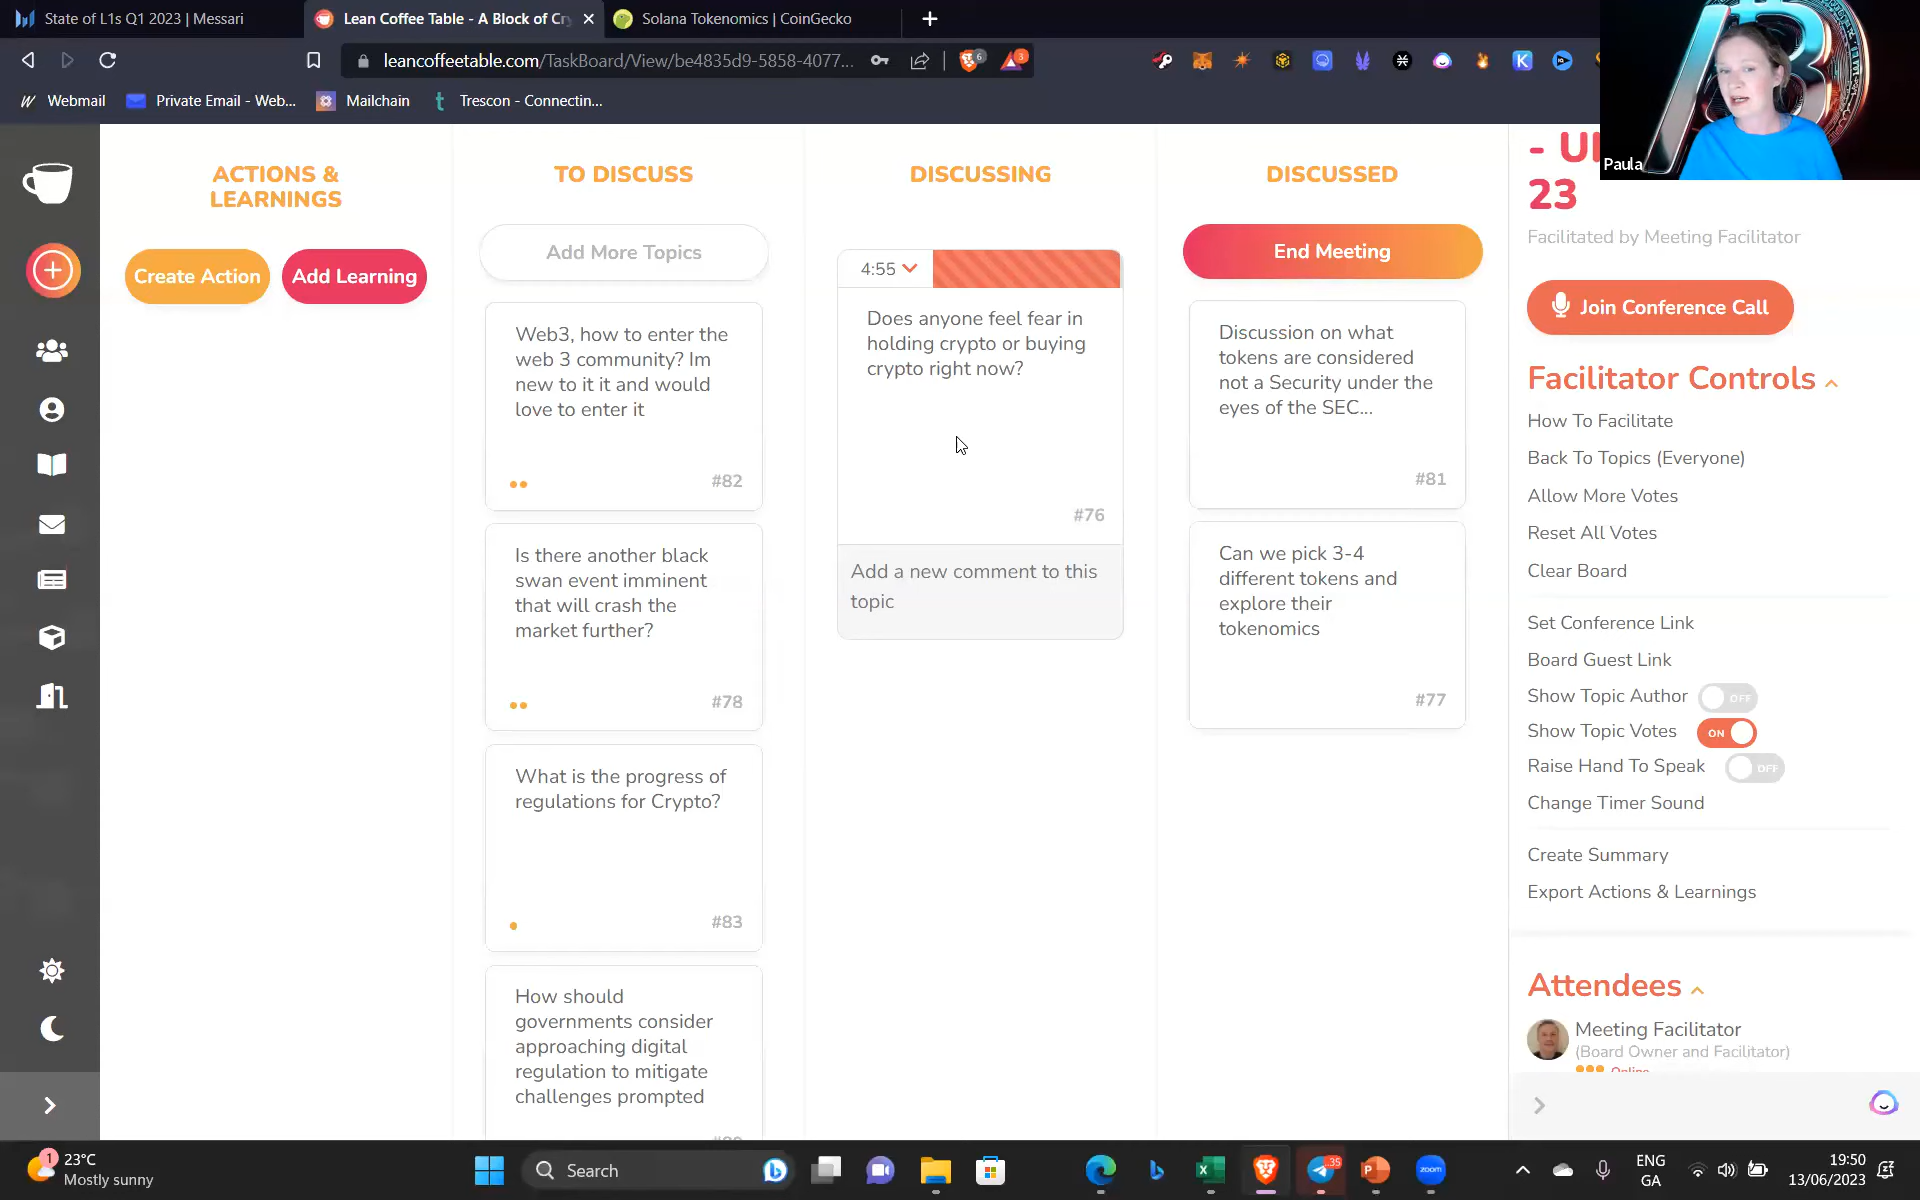 State of L1s Q1 2023 | Messari
Lean Coffee Table - A Block of Cr
Solana Tokenomics | CoinGecko
leancoffeetable.com/TaskBoard/View/be4835d9-5858-4077...
6
3
Webmail
Private Email - Web...
Mailchain
Trescon - Connectin...
Paula
ACTIONS &
LEARNINGS
Create Action
Add Learning
TO DISCUSS
Add More Topics
Web3, how to enter the
web 3 community? Im
new to it it and would
love to enter it
#82
Is there another black
swan event imminent
that will crash the
market further?
#78
What is the progress of
regulations for Crypto?
#83
How should
governments consider
approaching digital
regulation to mitigate
challenges prompted
DISCUSSING
4:55
Does anyone feel fear in
holding crypto or buying
crypto right now?
#76
Add a new comment to this
topic
DISCUSSED
End Meeting
Discussion on what
tokens are considered
not a Security under the
eyes of the SEC...
#81
Can we pick 3-4
different tokens and
explore their
tokenomics
#77
23
Facilitated by Meeting Facilitator
Join Conference Call
Facilitator Controls
How To Facilitate
Back To Topics (Everyone)
Allow More Votes
Reset All Votes
Clear Board
Set Conference Link
Board Guest Link
Show Topic Author OFF
Show Topic Votes ON
Raise Hand To Speak OFF
Change Timer Sound
Create Summary
Export Actions & Learnings
Attendees
Meeting Facilitator
(Board Owner and Facilitator)
Online
1
23°C
Mostly sunny
Search
35
zoom
ENG
GA
19:50
13/06/2023